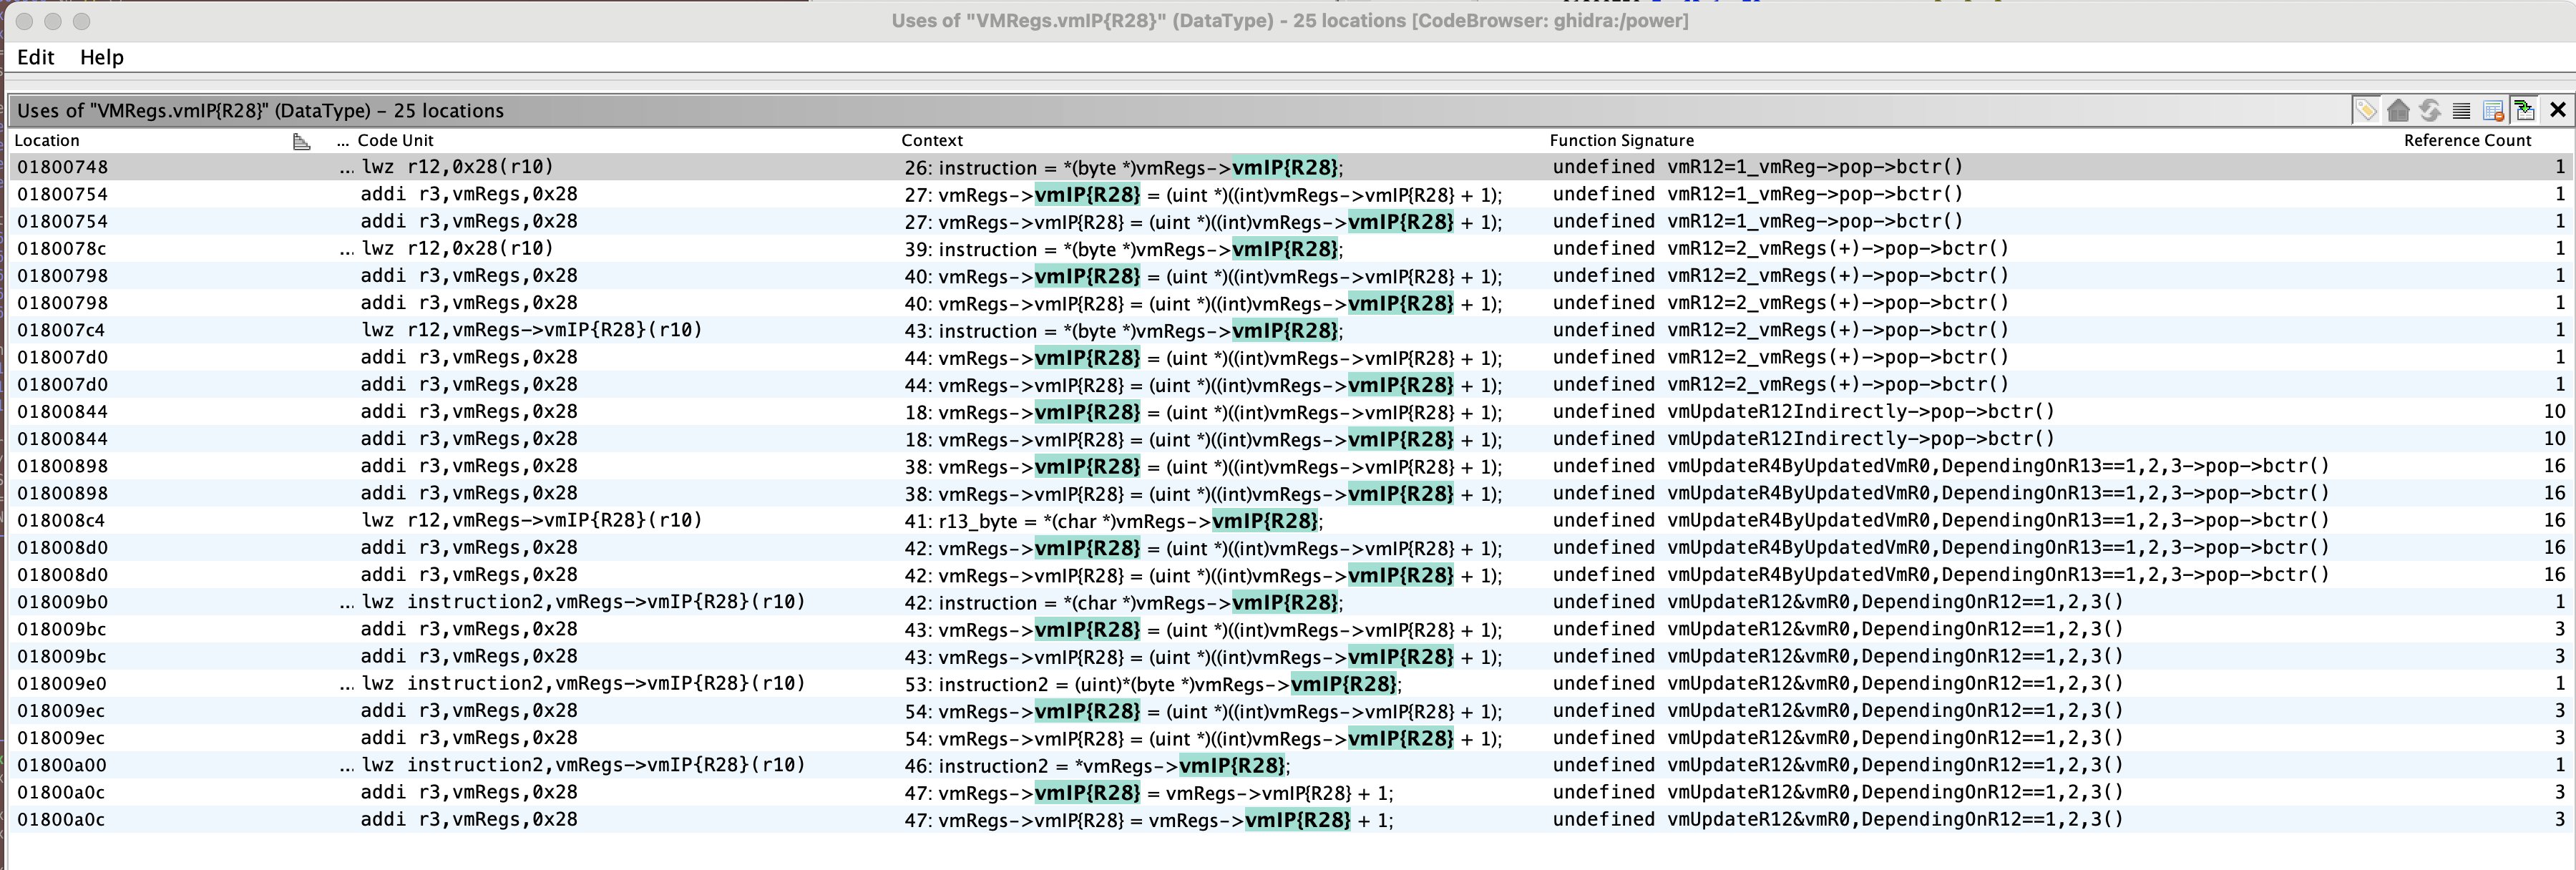 Uses of "VMRegs.vmIP{R28}" (DataType) - 25 locations [CodeBrowser: ghidra:/power]
Edit Help
Uses of "VMRegs.vmIP{R28}" (DataType) - 25 locations
Location ... Code Unit Context Function Signature Reference Count
01800748 ... lwz r12,0x28(r10) 26: instruction = *(byte *)vmRegs->vmIP{R28}; undefined vmR12=1_vmReg->pop->bctr() 1
01800754 addi r3,vmRegs,0x28 27: vmRegs->vmIP{R28} = (uint *)((int)vmRegs->vmIP{R28} + 1); undefined vmR12=1_vmReg->pop->bctr() 1
01800754 addi r3,vmRegs,0x28 27: vmRegs->vmIP{R28} = (uint *)((int)vmRegs->vmIP{R28} + 1); undefined vmR12=1_vmReg->pop->bctr() 1
0180078c ... lwz r12,0x28(r10) 39: instruction = *(byte *)vmRegs->vmIP{R28}; undefined vmR12=2_vmRegs(+)->pop->bctr() 1
01800798 addi r3,vmRegs,0x28 40: vmRegs->vmIP{R28} = (uint *)((int)vmRegs->vmIP{R28} + 1); undefined vmR12=2_vmRegs(+)->pop->bctr() 1
01800798 addi r3,vmRegs,0x28 40: vmRegs->vmIP{R28} = (uint *)((int)vmRegs->vmIP{R28} + 1); undefined vmR12=2_vmRegs(+)->pop->bctr() 1
018007c4 lwz r12,vmRegs->vmIP{R28}(r10) 43: instruction = *(byte *)vmRegs->vmIP{R28}; undefined vmR12=2_vmRegs(+)->pop->bctr() 1
018007d0 addi r3,vmRegs,0x28 44: vmRegs->vmIP{R28} = (uint *)((int)vmRegs->vmIP{R28} + 1); undefined vmR12=2_vmRegs(+)->pop->bctr() 1
018007d0 addi r3,vmRegs,0x28 44: vmRegs->vmIP{R28} = (uint *)((int)vmRegs->vmIP{R28} + 1); undefined vmR12=2_vmRegs(+)->pop->bctr() 1
01800844 addi r3,vmRegs,0x28 18: vmRegs->vmIP{R28} = (uint *)((int)vmRegs->vmIP{R28} + 1); undefined vmUpdateR12Indirectly->pop->bctr() 10
01800844 addi r3,vmRegs,0x28 18: vmRegs->vmIP{R28} = (uint *)((int)vmRegs->vmIP{R28} + 1); undefined vmUpdateR12Indirectly->pop->bctr() 10
01800898 addi r3,vmRegs,0x28 38: vmRegs->vmIP{R28} = (uint *)((int)vmRegs->vmIP{R28} + 1); undefined vmUpdateR4ByUpdatedVmR0,DependingOnR13==1,2,3->pop->bctr() 16
01800898 addi r3,vmRegs,0x28 38: vmRegs->vmIP{R28} = (uint *)((int)vmRegs->vmIP{R28} + 1); undefined vmUpdateR4ByUpdatedVmR0,DependingOnR13==1,2,3->pop->bctr() 16
018008c4 lwz r12,vmRegs->vmIP{R28}(r10) 41: r13_byte = *(char *)vmRegs->vmIP{R28}; undefined vmUpdateR4ByUpdatedVmR0,DependingOnR13==1,2,3->pop->bctr() 16
018008d0 addi r3,vmRegs,0x28 42: vmRegs->vmIP{R28} = (uint *)((int)vmRegs->vmIP{R28} + 1); undefined vmUpdateR4ByUpdatedVmR0,DependingOnR13==1,2,3->pop->bctr() 16
018008d0 addi r3,vmRegs,0x28 42: vmRegs->vmIP{R28} = (uint *)((int)vmRegs->vmIP{R28} + 1); undefined vmUpdateR4ByUpdatedVmR0,DependingOnR13==1,2,3->pop->bctr() 16
018009b0 ... lwz instruction2,vmRegs->vmIP{R28}(r10) 42: instruction = *(char *)vmRegs->vmIP{R28}; undefined vmUpdateR12&vmR0,DependingOnR12==1,2,3() 1
018009bc addi r3,vmRegs,0x28 43: vmRegs->vmIP{R28} = (uint *)((int)vmRegs->vmIP{R28} + 1); undefined vmUpdateR12&vmR0,DependingOnR12==1,2,3() 3
018009bc addi r3,vmRegs,0x28 43: vmRegs->vmIP{R28} = (uint *)((int)vmRegs->vmIP{R28} + 1); undefined vmUpdateR12&vmR0,DependingOnR12==1,2,3() 3
018009e0 ... lwz instruction2,vmRegs->vmIP{R28}(r10) 53: instruction2 = (uint)*(byte *)vmRegs->vmIP{R28}; undefined vmUpdateR12&vmR0,DependingOnR12==1,2,3() 1
018009ec addi r3,vmRegs,0x28 54: vmRegs->vmIP{R28} = (uint *)((int)vmRegs->vmIP{R28} + 1); undefined vmUpdateR12&vmR0,DependingOnR12==1,2,3() 3
018009ec addi r3,vmRegs,0x28 54: vmRegs->vmIP{R28} = (uint *)((int)vmRegs->vmIP{R28} + 1); undefined vmUpdateR12&vmR0,DependingOnR12==1,2,3() 3
01800a00 ... lwz instruction2,vmRegs->vmIP{R28}(r10) 46: instruction2 = *vmRegs->vmIP{R28}; undefined vmUpdateR12&vmR0,DependingOnR12==1,2,3() 1
01800a0c addi r3,vmRegs,0x28 47: vmRegs->vmIP{R28} = vmRegs->vmIP{R28} + 1; undefined vmUpdateR12&vmR0,DependingOnR12==1,2,3() 3
01800a0c addi r3,vmRegs,0x28 47: vmRegs->vmIP{R28} = vmRegs->vmIP{R28} + 1; undefined vmUpdateR12&vmR0,DependingOnR12==1,2,3() 3